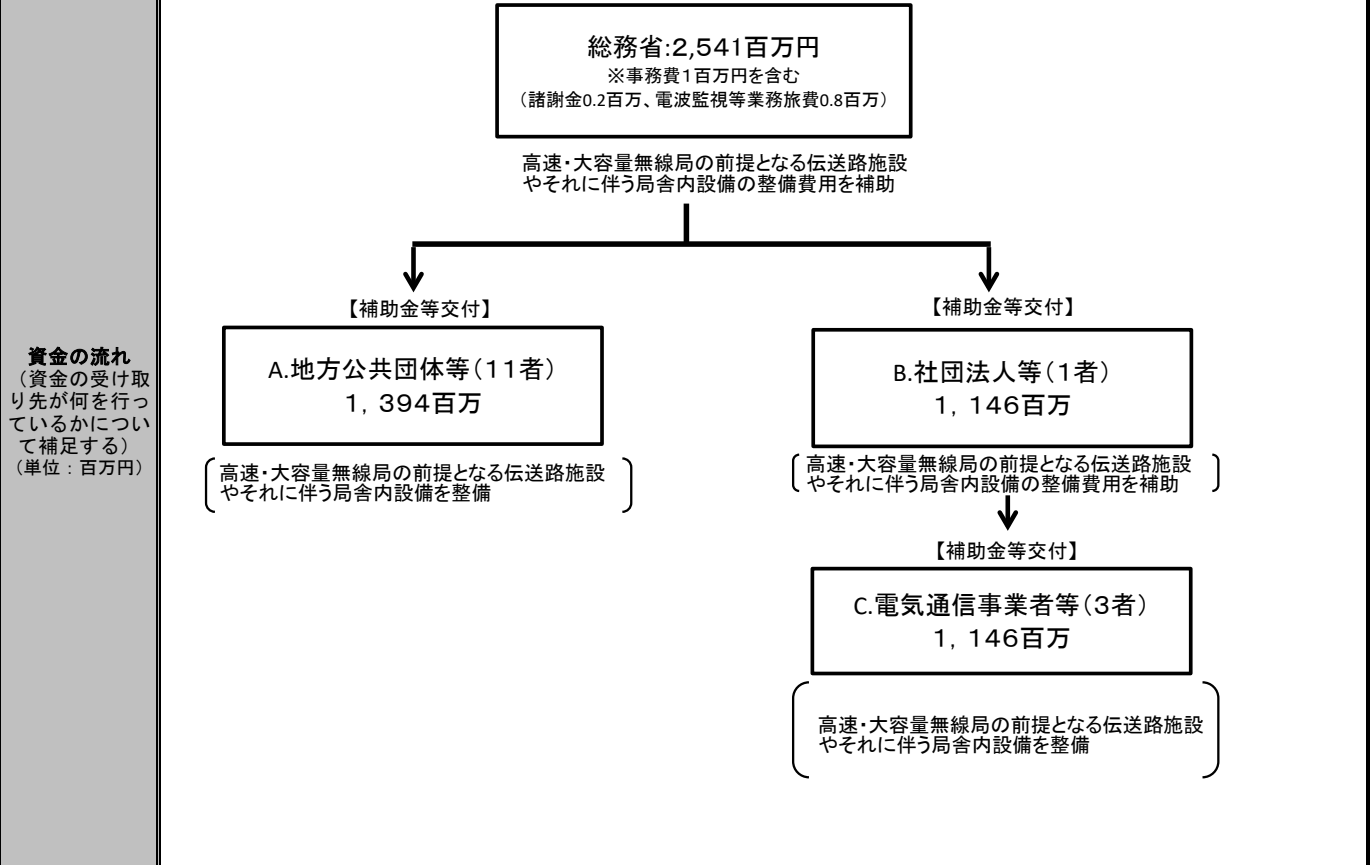 資金の流れ
（資金の受け取
り先が何を行っ
ているかについ
て補足する）
（単位：百万円）
総務省:2,541百万円
※事務費１百万円を含む
（諸謝金0.2百万、電波監視等業務旅費0.8百万）
高速・大容量無線局の前提となる伝送路施設
やそれに伴う局舎内設備の整備費用を補助
【補助金等交付】
A.地方公共団体等（１１者）
１，３９４百万
高速・大容量無線局の前提となる伝送路施設
やそれに伴う局舎内設備を整備
【補助金等交付】
B.社団法人等（１者）
１，１４６百万
高速・大容量無線局の前提となる伝送路施設
やそれに伴う局舎内設備の整備費用を補助
【補助金等交付】
C.電気通信事業者等（３者）
１，１４６百万
高速・大容量無線局の前提となる伝送路施設
やそれに伴う局舎内設備を整備